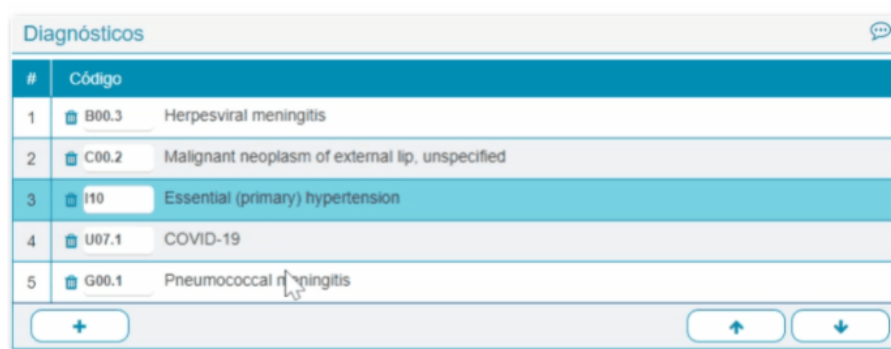 Diagnósticos
# Código
1 B00.3 Herpesviral meningitis
2 C00.2 Malignant neoplasm of external lip, unspecified
3 I10 Essential (primary) hypertension
4 U07.1 COVID-19
5 G00.1 Pneumococcal meningitis